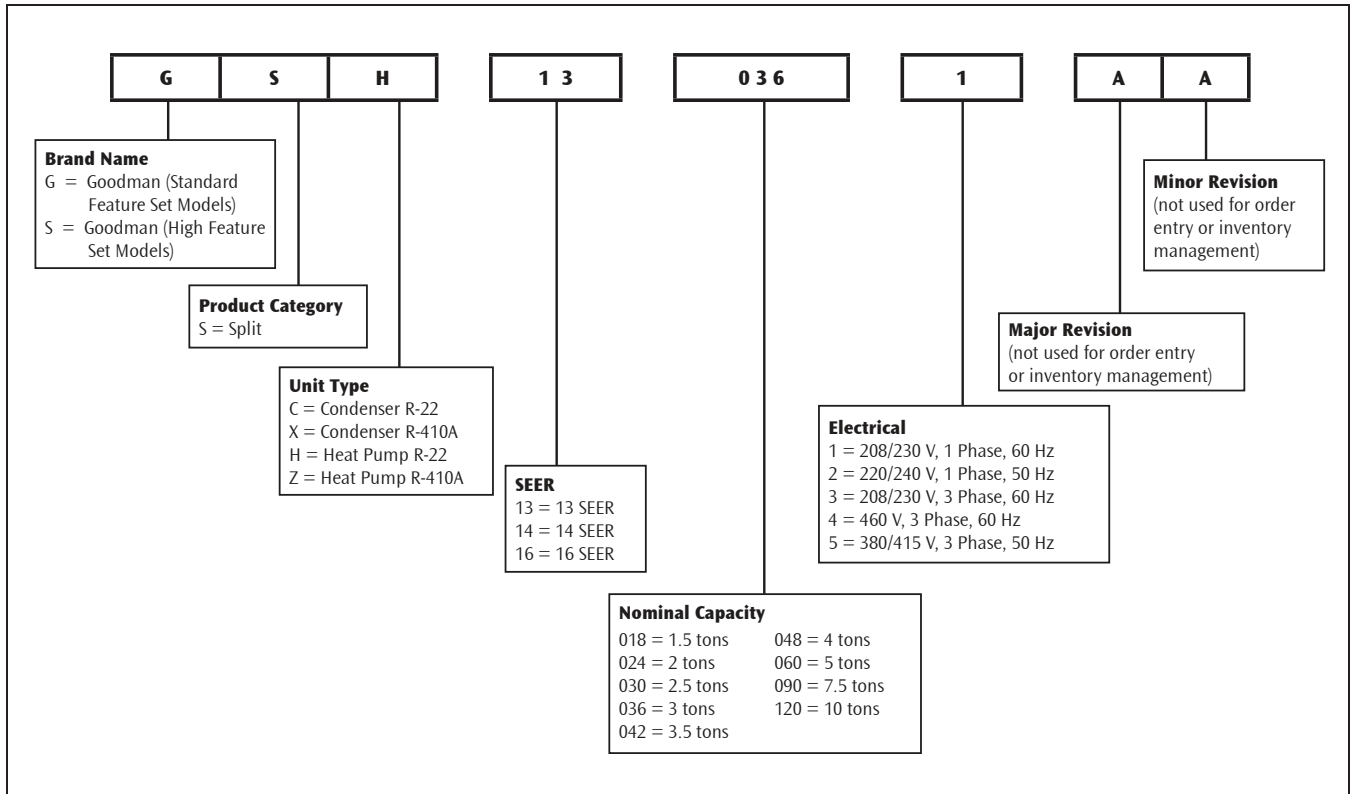 G S H 1 3 0 3 6 1 A A
Brand Name
G = Goodman (Standard
Feature Set Models)
S = Goodman (High Feature
Set Models)
Minor Revision
(not used for order
entry or inventory
management)
Product Category
S = Split
Major Revision
(not used for order entry
or inventory management)
Unit Type
C = Condenser R-22
X = Condenser R-410A
H = Heat Pump R-22
Z = Heat Pump R-410A
Electrical
1 = 208/230 V, 1 Phase, 60 Hz
2 = 220/240 V, 1 Phase, 50 Hz
3 = 208/230 V, 3 Phase, 60 Hz
4 = 460 V, 3 Phase, 60 Hz
5 = 380/415 V, 3 Phase, 50 Hz
SEER
13 = 13 SEER
14 = 14 SEER
16 = 16 SEER
Nominal Capacity
018 = 1.5 tons
024 = 2 tons
030 = 2.5 tons
036 = 3 tons
042 = 3.5 tons
048 = 4 tons
060 = 5 tons
090 = 7.5 tons
120 = 10 tons